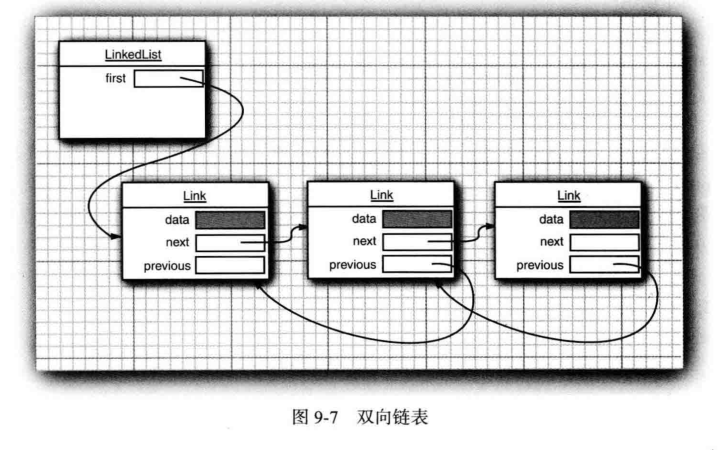 LinkedList
first
Link
data
next
previous
Link
data
next
previous
Link
data
next
previous
图 9-7 双向链表